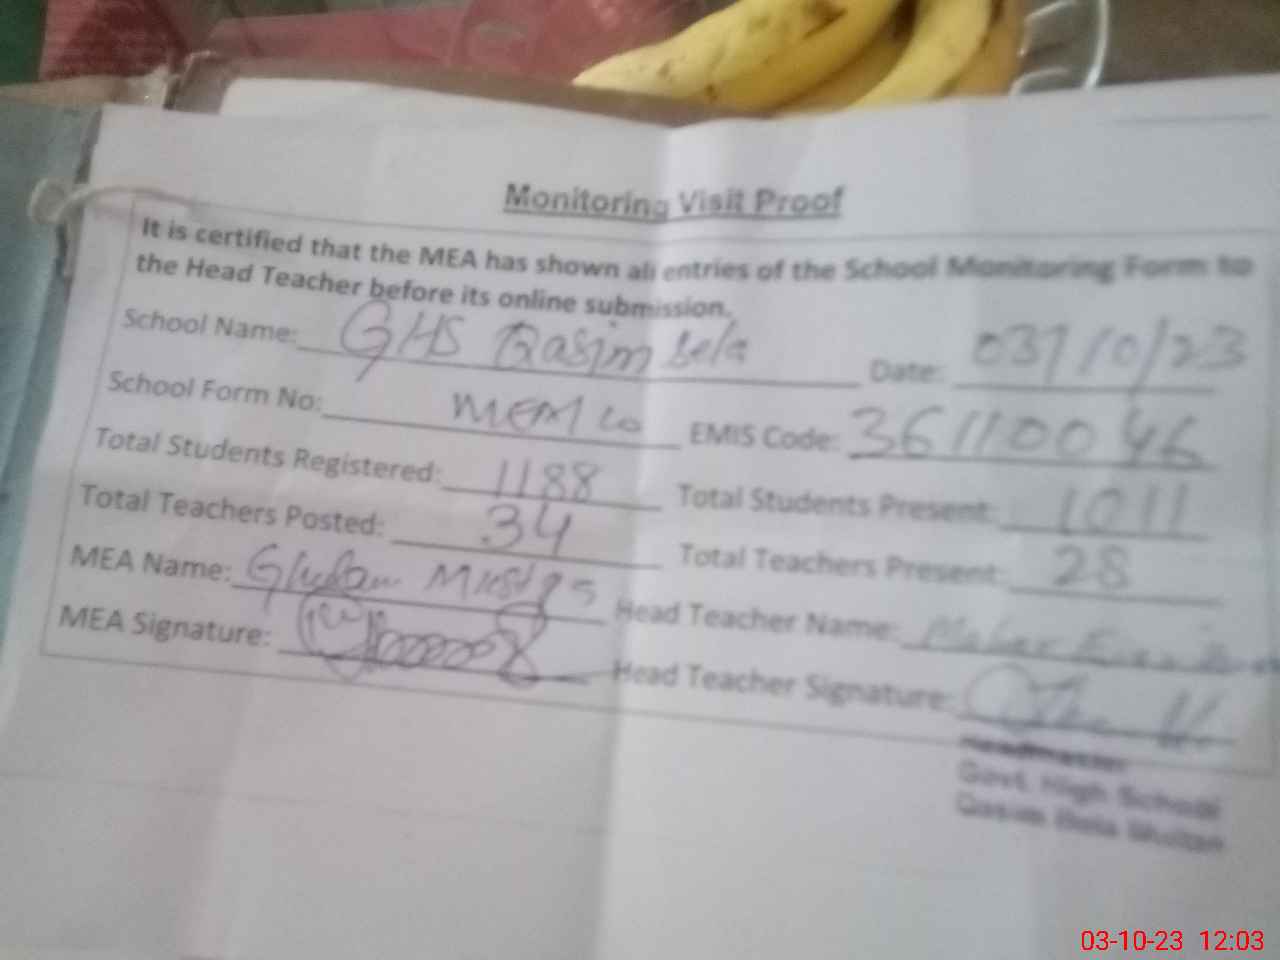 Monitoring Visit Proof
It is certified that the MEA has shown all entries of the School Monitoring Form to
the Head Teacher before its online submission.
School Name: GHS Qasim bela Date: 03/10/23
School Form No: EMIS Code: 36110046
Total Students Registered: 1188 Total Students Present: 1011
Total Teachers Posted: 34 Total Teachers Present: 28
MEA Name: Ghulam Head Teacher Name:
MEA Signature: Head Teacher Signature:
Headmaster
Govt. High School
Qasim Bela Multan
03-10-23 12:03